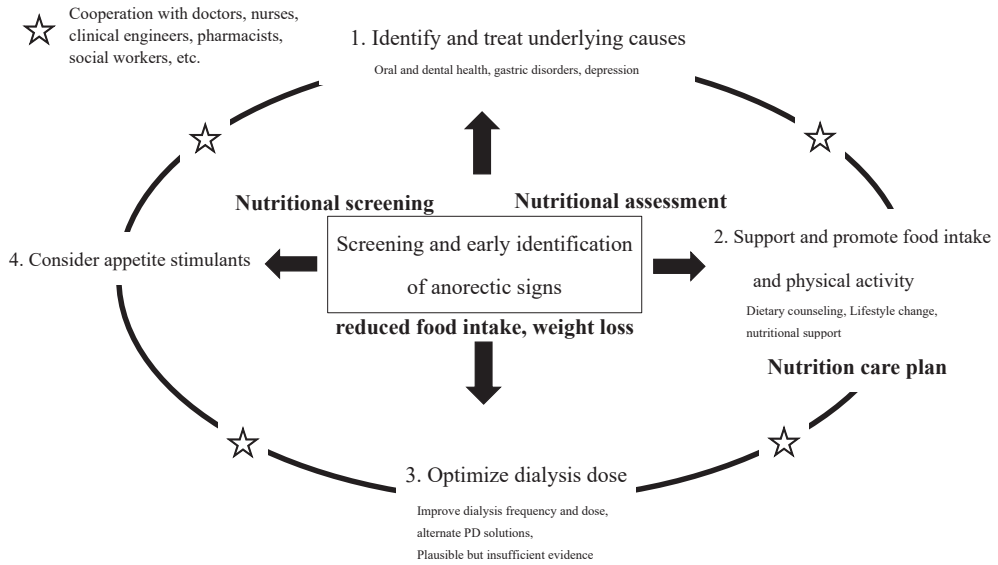 Cooperation with doctors, nurses,
clinical engineers, pharmacists,
social workers, etc.
1. Identify and treat underlying causes
Oral and dental health, gastric disorders, depression
Nutritional screening
Nutritional assessment
Screening and early identification
of anorectic signs
reduced food intake, weight loss
2. Support and promote food intake
and physical activity
Dietary counseling, Lifestyle change,
nutritional support
Nutrition care plan
3. Optimize dialysis dose
Improve dialysis frequency and dose,
alternate PD solutions,
Plausible but insufficient evidence
4. Consider appetite stimulants